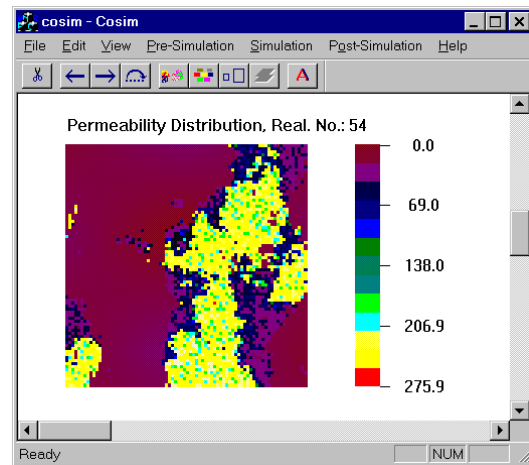 cosim - Cosim
File Edit View Pre-Simulation Simulation Post-Simulation Help
A
Permeability Distribution, Real. No.: 54
0.0
69.0
138.0
206.9
275.9
Ready NUM